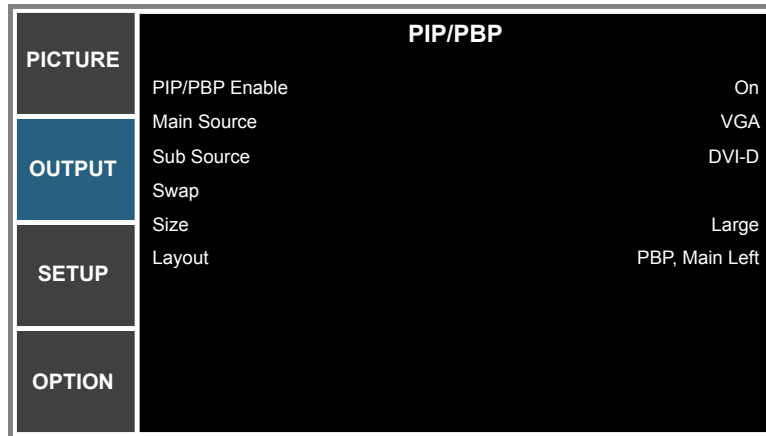 PICTURE
OUTPUT
SETUP
OPTION
PIP/PBP
PIP/PBP Enable On
Main Source VGA
Sub Source DVI-D
Swap
Size Large
Layout PBP, Main Left